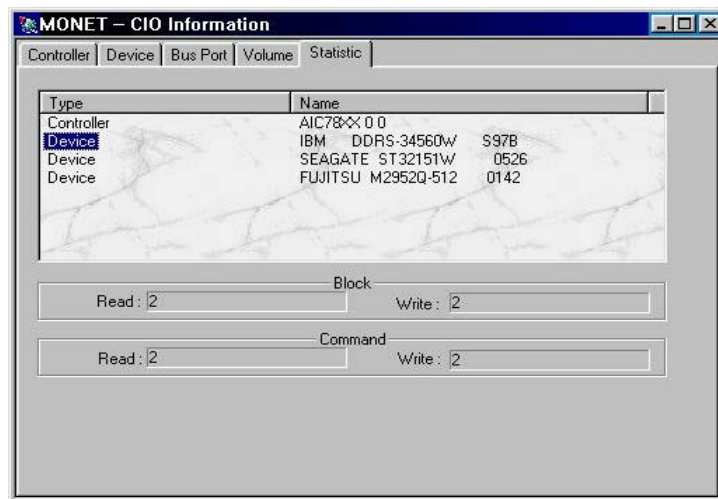 MONET – CIO Information
Controller Device Bus Port Volume Statistic
Type Name
Controller AIC78XX 0 0
Device IBM DDRS-34560W S97B
Device SEAGATE ST32151W 0526
Device FUJITSU M2952Q-512 0142
Block
Read : 2 Write : 2
Command
Read : 2 Write : 2